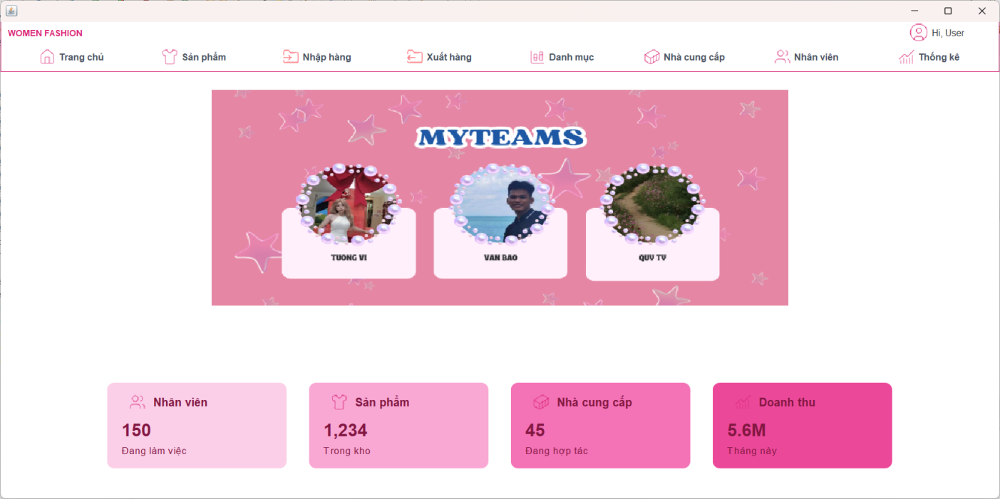 WOMEN FASHION
Hi, User
Trang chủ
Sản phẩm
Nhập hàng
Xuất hàng
Danh mục
Nhà cung cấp
Nhân viên
Thống kê
MYTEAMS
TUONG VI
VAN BAO
QUY TY
Nhân viên
150
Đang làm việc
Sản phẩm
1,234
Trong kho
Nhà cung cấp
45
Đang hợp tác
Doanh thu
5.6M
Tháng này